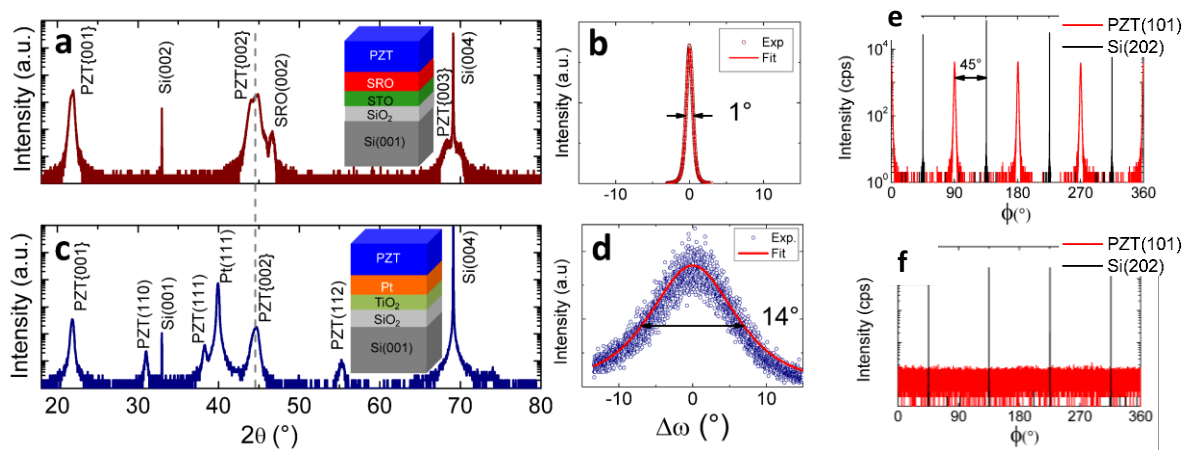 a
Intensity (a.u.)
PZT{001}
Si(002)
PZT{002}
SRO(002)
PZT{003}
Si(004)
PZT
SRO
STO
SiO2
Si(001)
b
Exp
Fit
1°
Intensity (a.u.)
-10 0 10
c
Intensity (a.u.)
PZT{001}
PZT(110)
Si(001)
PZT(111)
Pt(111)
PZT{002}
PZT(112)
Si(004)
PZT
Pt
TiO2
SiO2
Si(001)
20 30 40 50 60 70 80
2θ (°)
d
Exp.
Fit
14°
Intensity (a.u)
-10 0 10
Δω (°)
e
PZT(101)
Si(202)
45°
Intensity (cps)
10^4
10^2
10^0
0 90 180 270 360
ϕ(°)
f
PZT(101)
Si(202)
Intensity (cps)
0 90 180 270 360
ϕ(°)